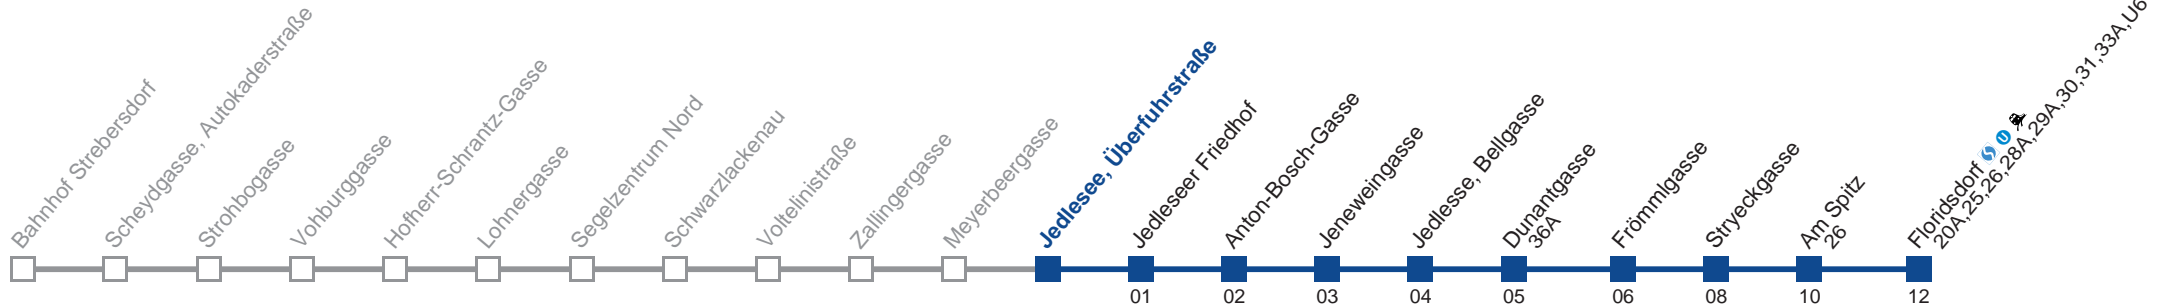 Bahnhof Strebersdorf
Scheydgasse, Autokaderstraße
Strohbogasse
Vohburggasse
Hofherr-Schrantz-Gasse
Lohnergasse
Segelzentrum Nord
Schwarzlackenau
Voltelinistraße
Zallingergasse
Meyerbeergasse
Jedlesee, Überfuhrstraße
Jedleseer Friedhof
Anton-Bosch-Gasse
Jeneweingasse
Jedlesse, Bellgasse
Dunantgasse
36A
Frömmlgasse
Stryeckgasse
Am Spitz
26
Floridsdorf S U
20A,25,26,28A,29A,30,31,33A,U6
01 02 03 04 05 06 08 10 12